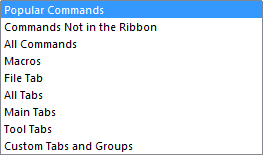 Popular Commands
Commands Not in the Ribbon
All Commands
Macros
File Tab
All Tabs
Main Tabs
Tool Tabs
Custom Tabs and Groups